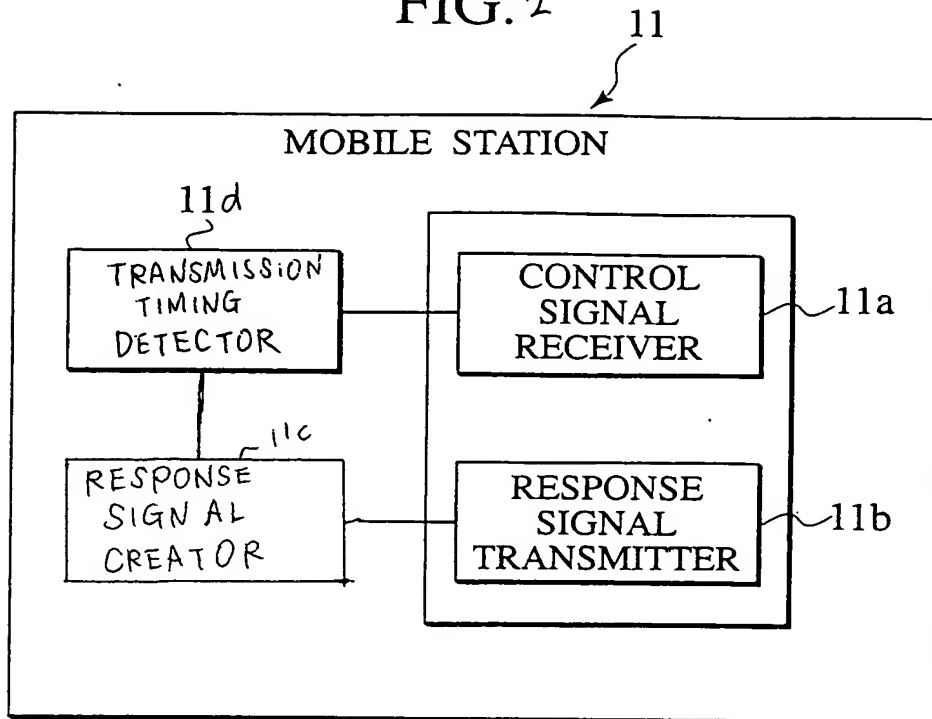 FIG. 2
11
MOBILE STATION
11d
TRANSMISSION
TIMING
DETECTOR
CONTROL
SIGNAL
RECEIVER
11a
11c
RESPONSE
SIGNAL
CREATOR
RESPONSE
SIGNAL
TRANSMITTER
11b